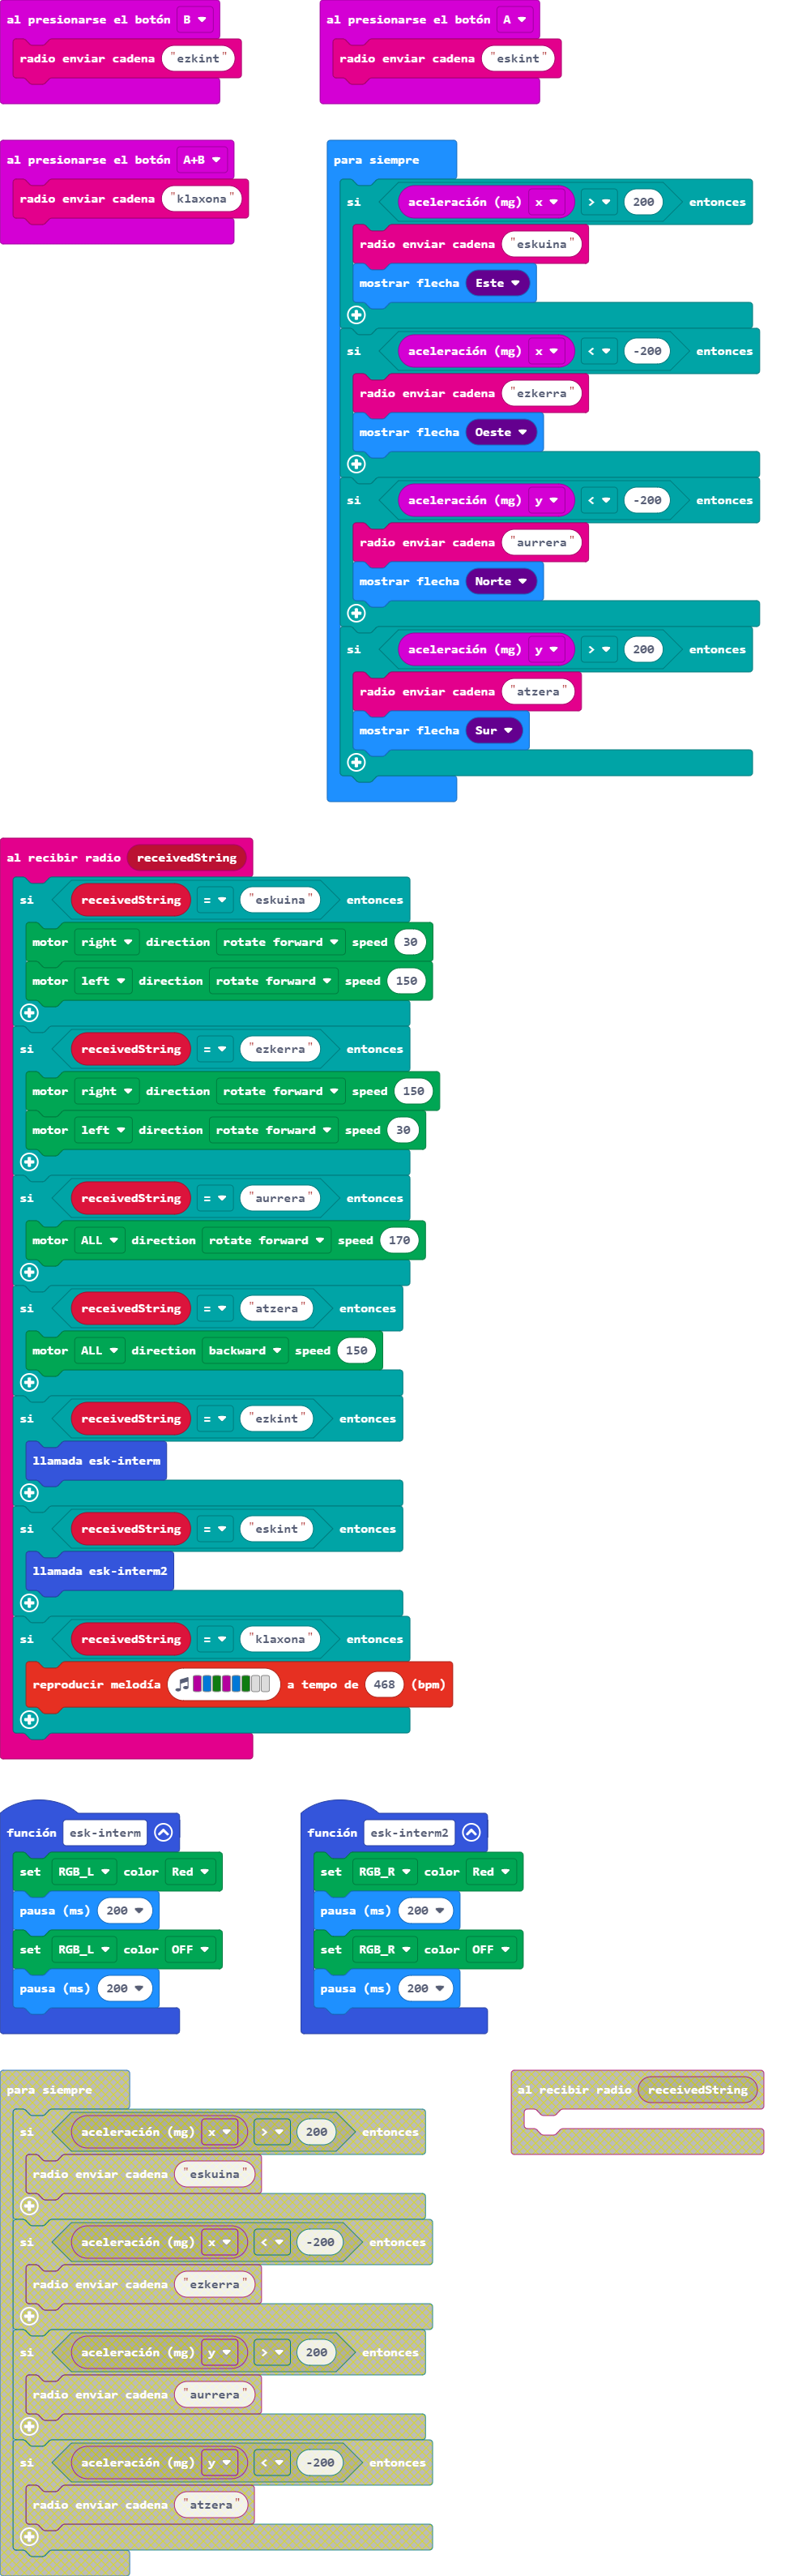 al presionarse el botón B
radio enviar cadena "ezkint"
al presionarse el botón A
radio enviar cadena "eskint"
al presionarse el botón A+B
radio enviar cadena "klaxona"
para siempre
si aceleración (mg) x > 200 entonces
radio enviar cadena "eskuina"
mostrar flecha Este
si aceleración (mg) x < -200 entonces
radio enviar cadena "ezkerra"
mostrar flecha Oeste
si aceleración (mg) y < -200 entonces
radio enviar cadena "aurrera"
mostrar flecha Norte
si aceleración (mg) y > 200 entonces
radio enviar cadena "atzera"
mostrar flecha Sur
al recibir radio receivedString
si receivedString = "eskuina" entonces
motor right direction rotate forward speed 30
motor left direction rotate forward speed 150
si receivedString = "ezkerra" entonces
motor right direction rotate forward speed 150
motor left direction rotate forward speed 30
si receivedString = "aurrera" entonces
motor ALL direction rotate forward speed 170
si receivedString = "atzera" entonces
motor ALL direction backward speed 150
si receivedString = "ezkint" entonces
llamada esk-interm
si receivedString = "eskint" entonces
llamada esk-interm2
si receivedString = "klaxona" entonces
reproducir melodía a tempo de 468 (bpm)
función esk-interm
set RGB_L color Red
pausa (ms) 200
set RGB_L color OFF
pausa (ms) 200
función esk-interm2
set RGB_R color Red
pausa (ms) 200
set RGB_R color OFF
pausa (ms) 200
para siempre
si aceleración (mg) x > 200 entonces
radio enviar cadena "eskuina"
si aceleración (mg) x < -200 entonces
radio enviar cadena "ezkerra"
si aceleración (mg) y > 200 entonces
radio enviar cadena "aurrera"
si aceleración (mg) y < -200 entonces
radio enviar cadena "atzera"
al recibir radio receivedString